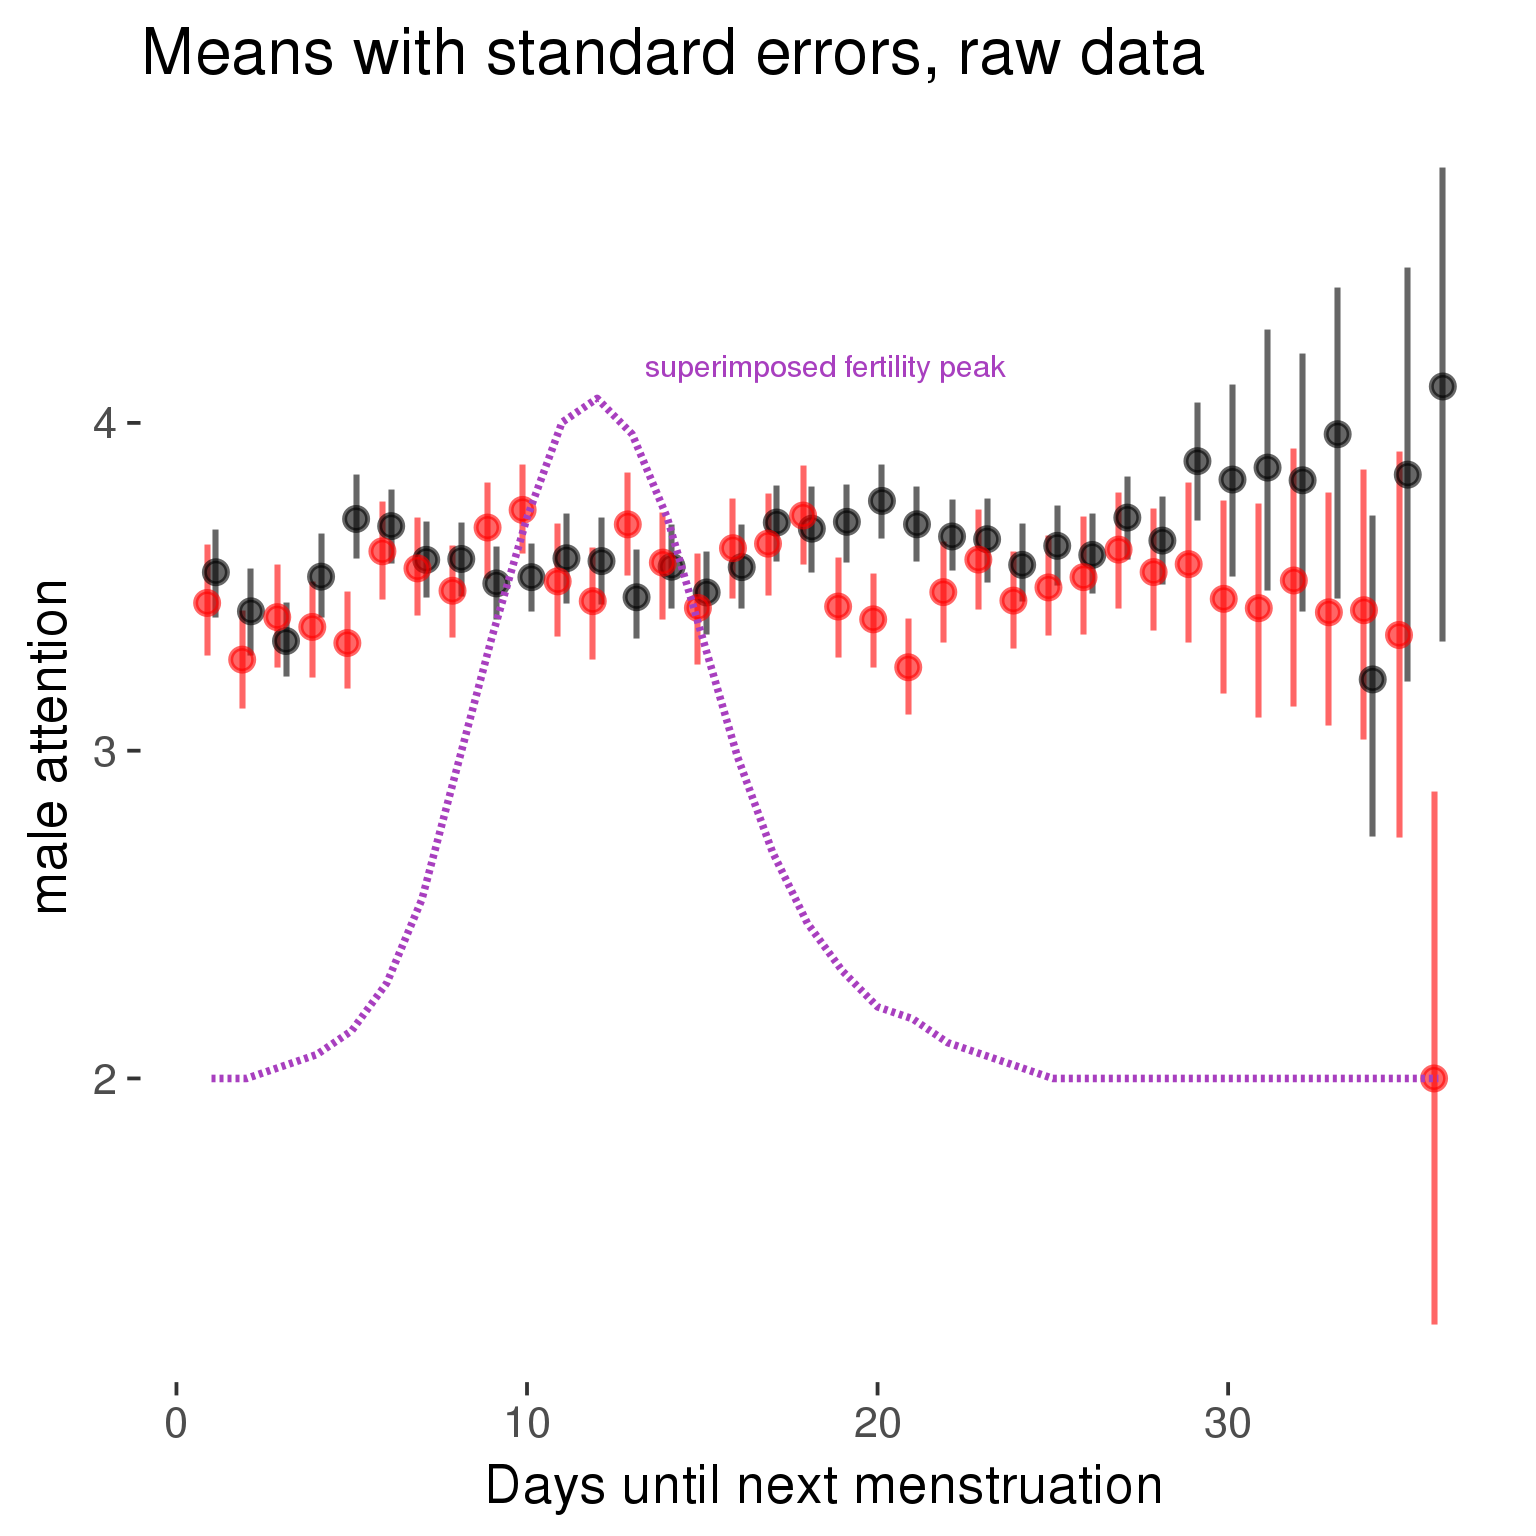 Means with standard errors, raw data
superimposed fertility peak
4
3
2
male attention
0 10 20 30
Days until next menstruation